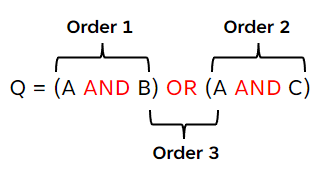 Order 1 Order 2
Q = (A AND B) OR (A AND C)
Order 3